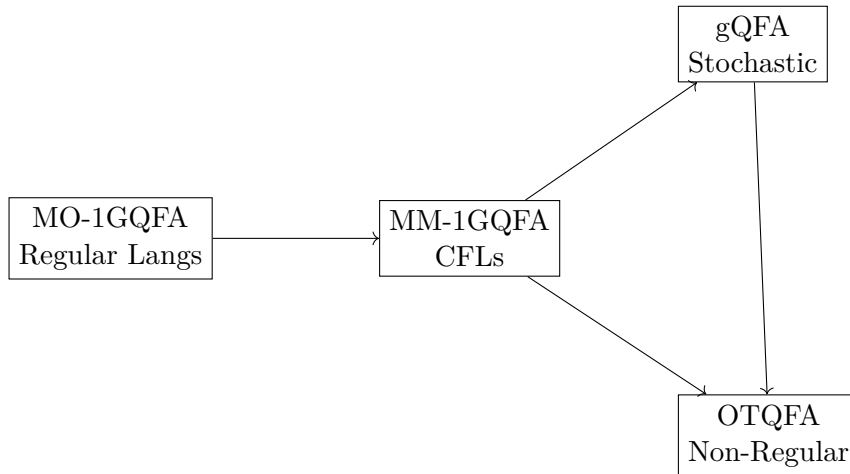 gQFA
Stochastic
MO-1GQFA
Regular Langs
MM-1GQFA
CFLs
OTQFA
Non-Regular